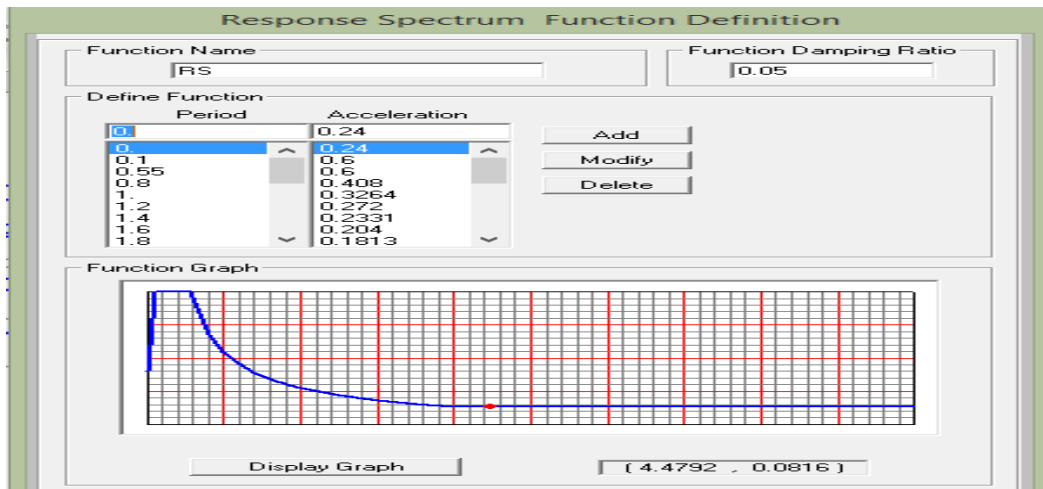 Response Spectrum Function Definition
Function Name
Function Damping Ratio
RS
0.05
Define Function
Period Acceleration
0. 0.24
0. 0.24
0.1 0.6
0.55 0.6
0.8 0.408
1. 0.3264
1.2 0.272
1.4 0.2331
1.6 0.204
1.8 0.1813
Add
Modify
Delete
Function Graph
Display Graph
( 4.4792 , 0.0816 )